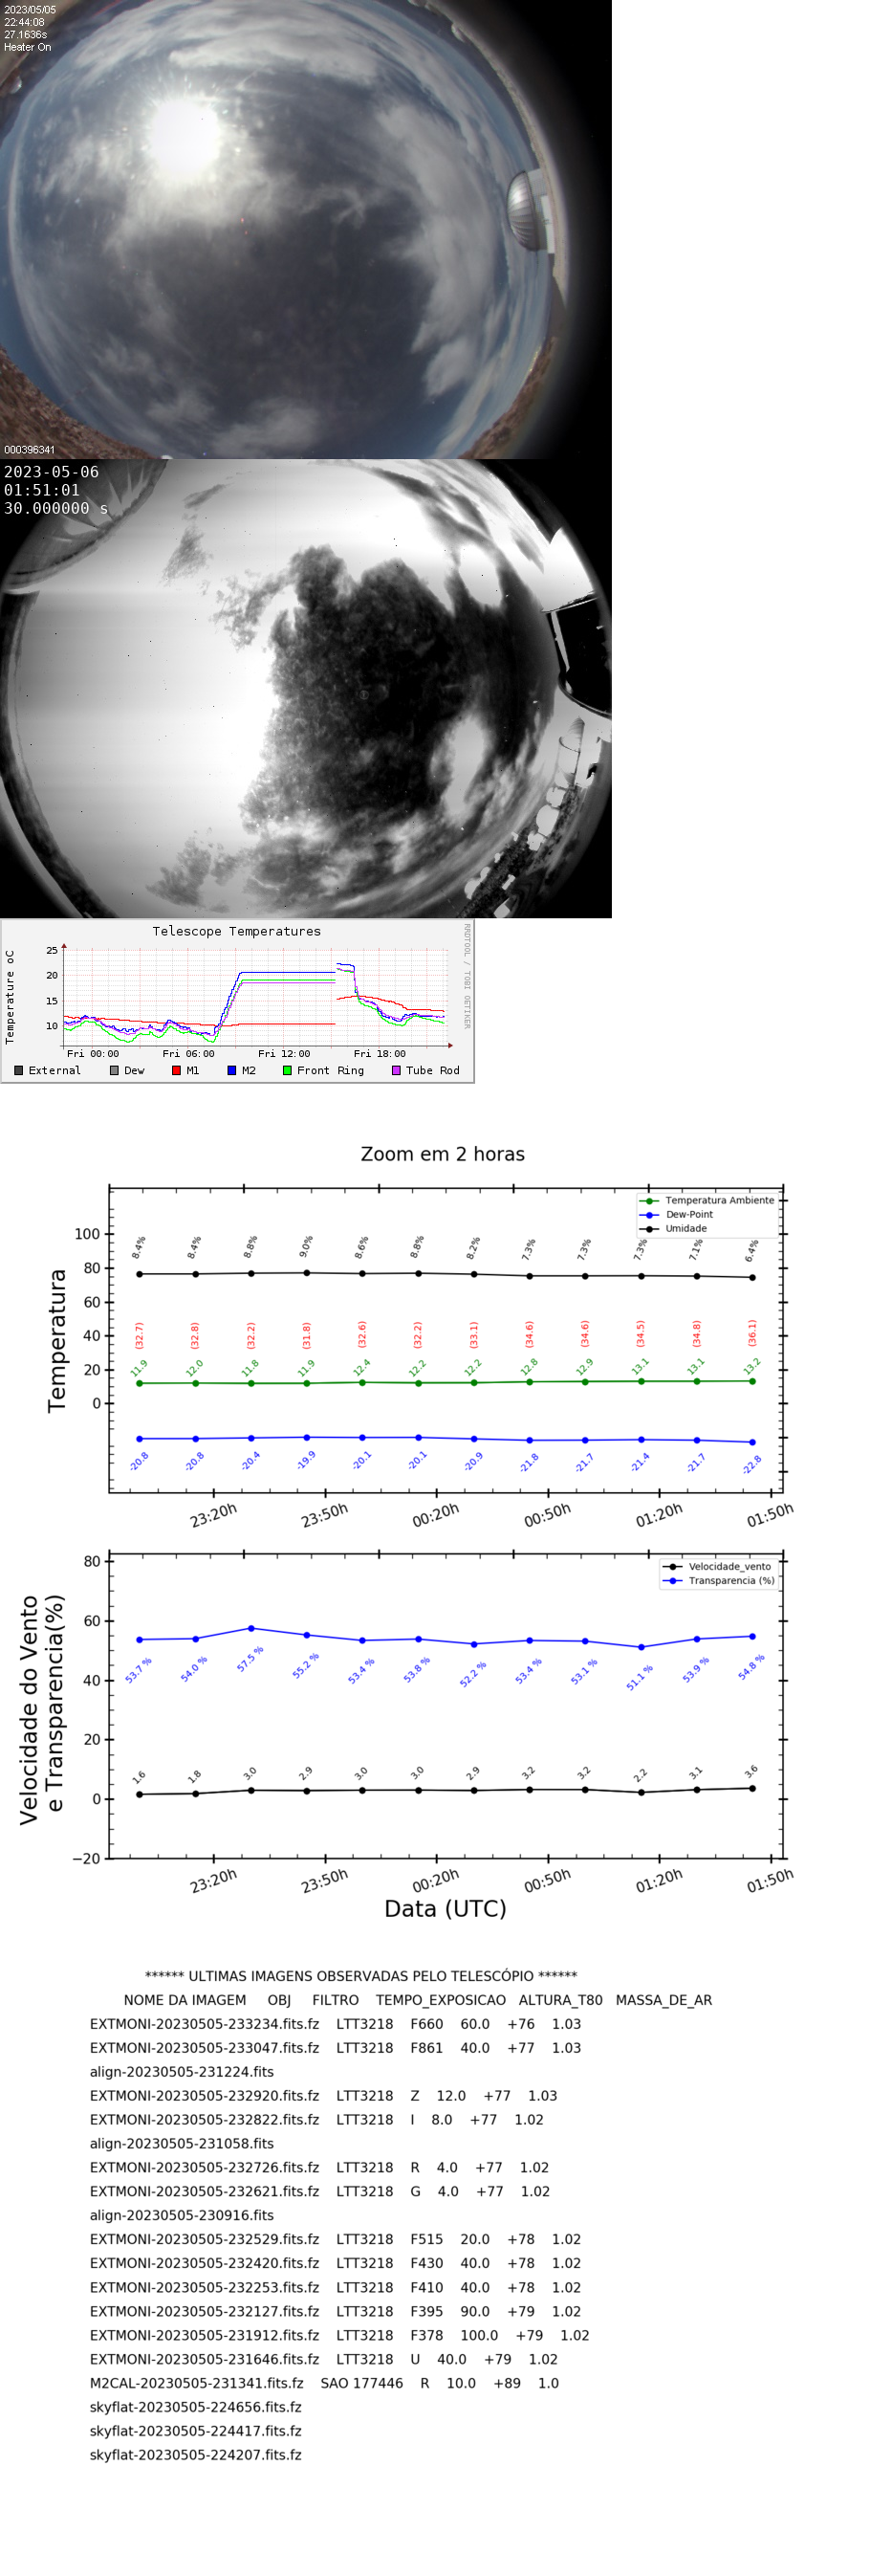 2023/05/05
22:44:08
27.1636s
Heater On
000396341
2023-05-06
01:51:01
30.000000 s
Telescope Temperatures
RRDTOOL / TOBI OETIKER
Temperature oC
25
20
15
10
Fri 00:00 Fri 06:00 Fri 12:00 Fri 18:00
External Dew M1 M2 Front Ring Tube Rod
Zoom em 2 horas
Temperatura Ambiente
Dew-Point
Umidade
Temperatura
100
80
60
40
20
0
8.4% 8.4% 8.8% 9.0% 8.6% 8.8% 8.2% 7.3% 7.3% 7.3% 7.1% 6.4%
(32.7) (32.8) (32.2) (31.8) (32.6) (32.2) (33.1) (34.6) (34.6) (34.5) (34.8) (36.1)
11.9 12.0 11.8 11.9 12.4 12.2 12.2 12.8 12.9 13.1 13.1 13.2
-20.8 -20.8 -20.4 -19.9 -20.1 -20.1 -20.9 -21.8 -21.7 -21.4 -21.7 -22.8
23:20h 23:50h 00:20h 00:50h 01:20h 01:50h
Velocidade_vento
Transparencia (%)
Velocidade do Vento
e Transparencia(%)
80
60
40
20
0
−20
53.7 % 54.0 % 57.5 % 55.2 % 53.4 % 53.8 % 52.2 % 53.4 % 53.1 % 51.1 % 53.9 % 54.8 %
1.6 1.8 3.0 2.9 3.0 3.0 2.9 3.2 3.2 2.2 3.1 3.6
23:20h 23:50h 00:20h 00:50h 01:20h 01:50h
Data (UTC)
****** ULTIMAS IMAGENS OBSERVADAS PELO TELESCÓPIO ******
NOME DA IMAGEM OBJ FILTRO TEMPO_EXPOSICAO ALTURA_T80 MASSA_DE_AR
EXTMONI-20230505-233234.fits.fz LTT3218 F660 60.0 +76 1.03
EXTMONI-20230505-233047.fits.fz LTT3218 F861 40.0 +77 1.03
align-20230505-231224.fits
EXTMONI-20230505-232920.fits.fz LTT3218 Z 12.0 +77 1.03
EXTMONI-20230505-232822.fits.fz LTT3218 I 8.0 +77 1.02
align-20230505-231058.fits
EXTMONI-20230505-232726.fits.fz LTT3218 R 4.0 +77 1.02
EXTMONI-20230505-232621.fits.fz LTT3218 G 4.0 +77 1.02
align-20230505-230916.fits
EXTMONI-20230505-232529.fits.fz LTT3218 F515 20.0 +78 1.02
EXTMONI-20230505-232420.fits.fz LTT3218 F430 40.0 +78 1.02
EXTMONI-20230505-232253.fits.fz LTT3218 F410 40.0 +78 1.02
EXTMONI-20230505-232127.fits.fz LTT3218 F395 90.0 +79 1.02
EXTMONI-20230505-231912.fits.fz LTT3218 F378 100.0 +79 1.02
EXTMONI-20230505-231646.fits.fz LTT3218 U 40.0 +79 1.02
M2CAL-20230505-231341.fits.fz SAO 177446 R 10.0 +89 1.0
skyflat-20230505-224656.fits.fz
skyflat-20230505-224417.fits.fz
skyflat-20230505-224207.fits.fz